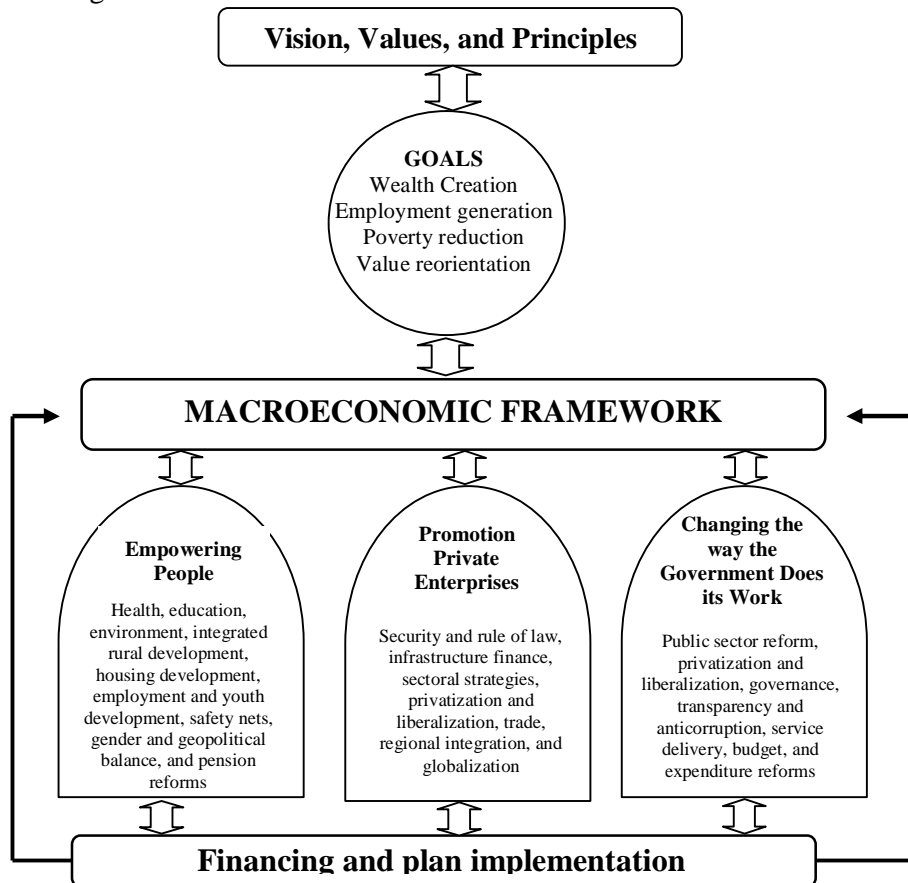 Vision, Values, and Principles
GOALS
Wealth Creation
Employment generation
Poverty reduction
Value reorientation
MACROECONOMIC FRAMEWORK
Empowering
People
Health, education,
environment, integrated
rural development,
housing development,
employment and youth
development, safety nets,
gender and geopolitical
balance, and pension
reforms
Promotion
Private
Enterprises
Security and rule of law,
infrastructure finance,
sectoral strategies,
privatization and
liberalization, trade,
regional integration, and
globalization
Changing the
way the
Government Does
its Work
Public sector reform,
privatization and
liberalization, governance,
transparency and
anticorruption, service
delivery, budget, and
expenditure reforms
Financing and plan implementation